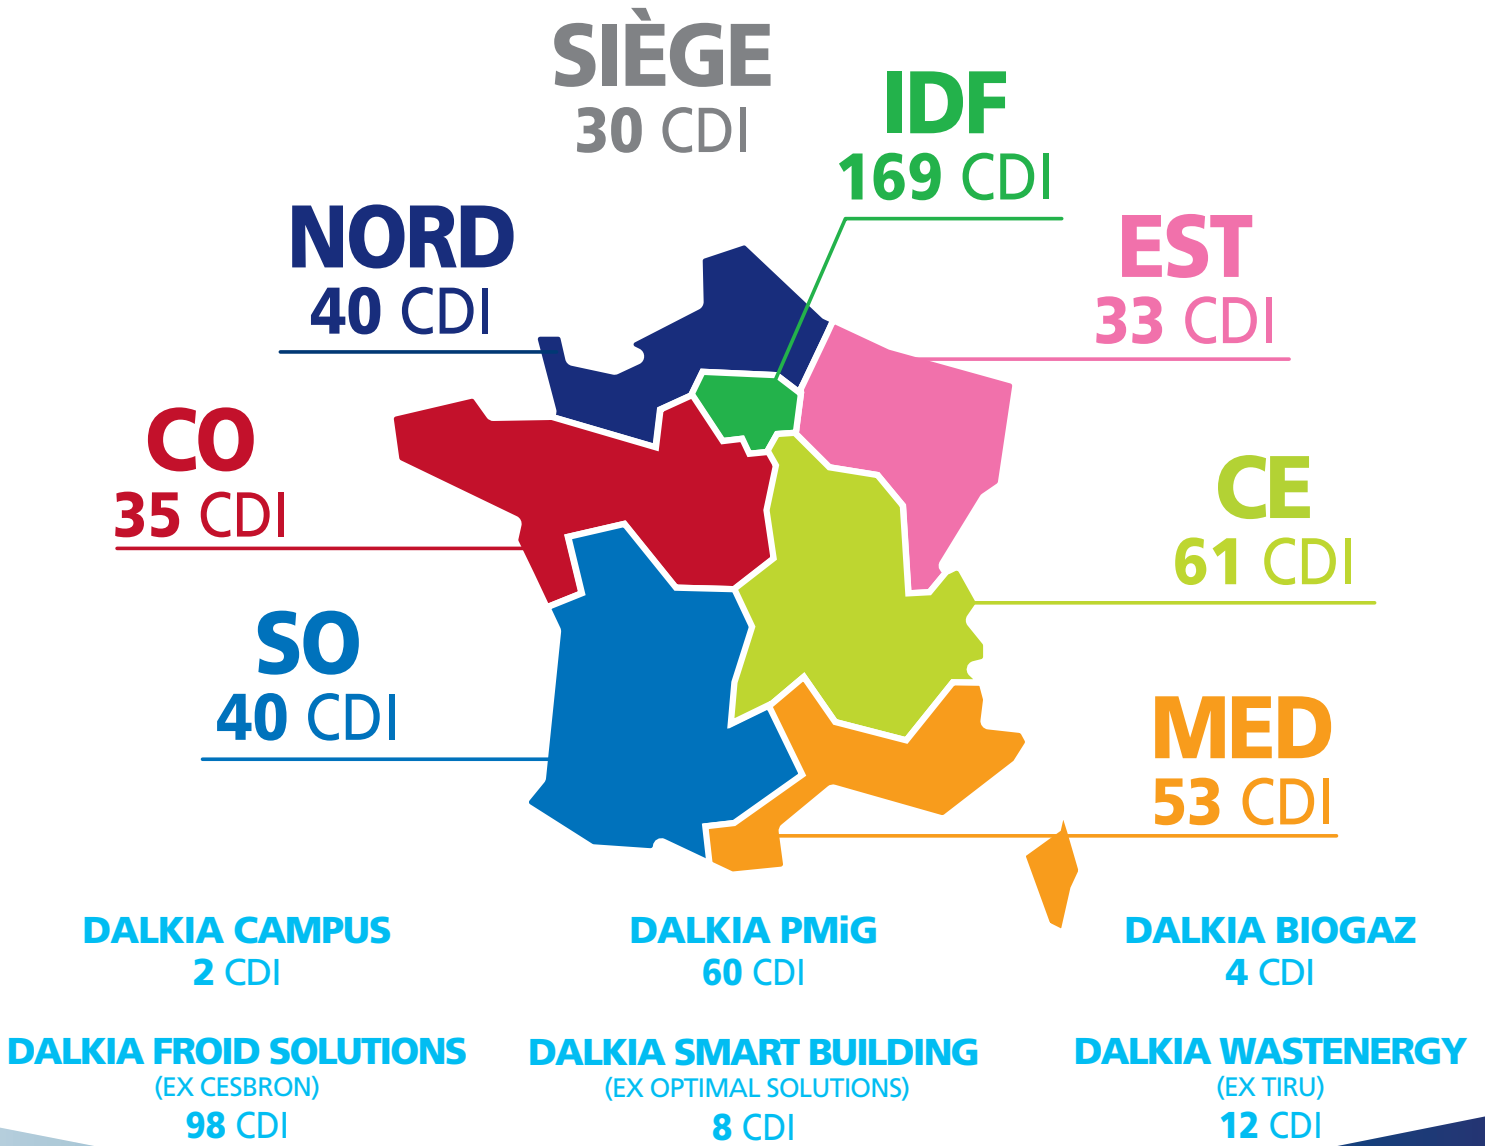 SIÈGE
30 CDI
IDF
169 CDI
NORD
40 CDI
EST
33 CDI
CO
35 CDI
CE
61 CDI
SO
40 CDI
MED
53 CDI
DALKIA CAMPUS
2 CDI
DALKIA PMiG
60 CDI
DALKIA BIOGAZ
4 CDI
DALKIA FROID SOLUTIONS
(EX CESBRON)
98 CDI
DALKIA SMART BUILDING
(EX OPTIMAL SOLUTIONS)
8 CDI
DALKIA WASTENERGY
(EX TIRU)
12 CDI